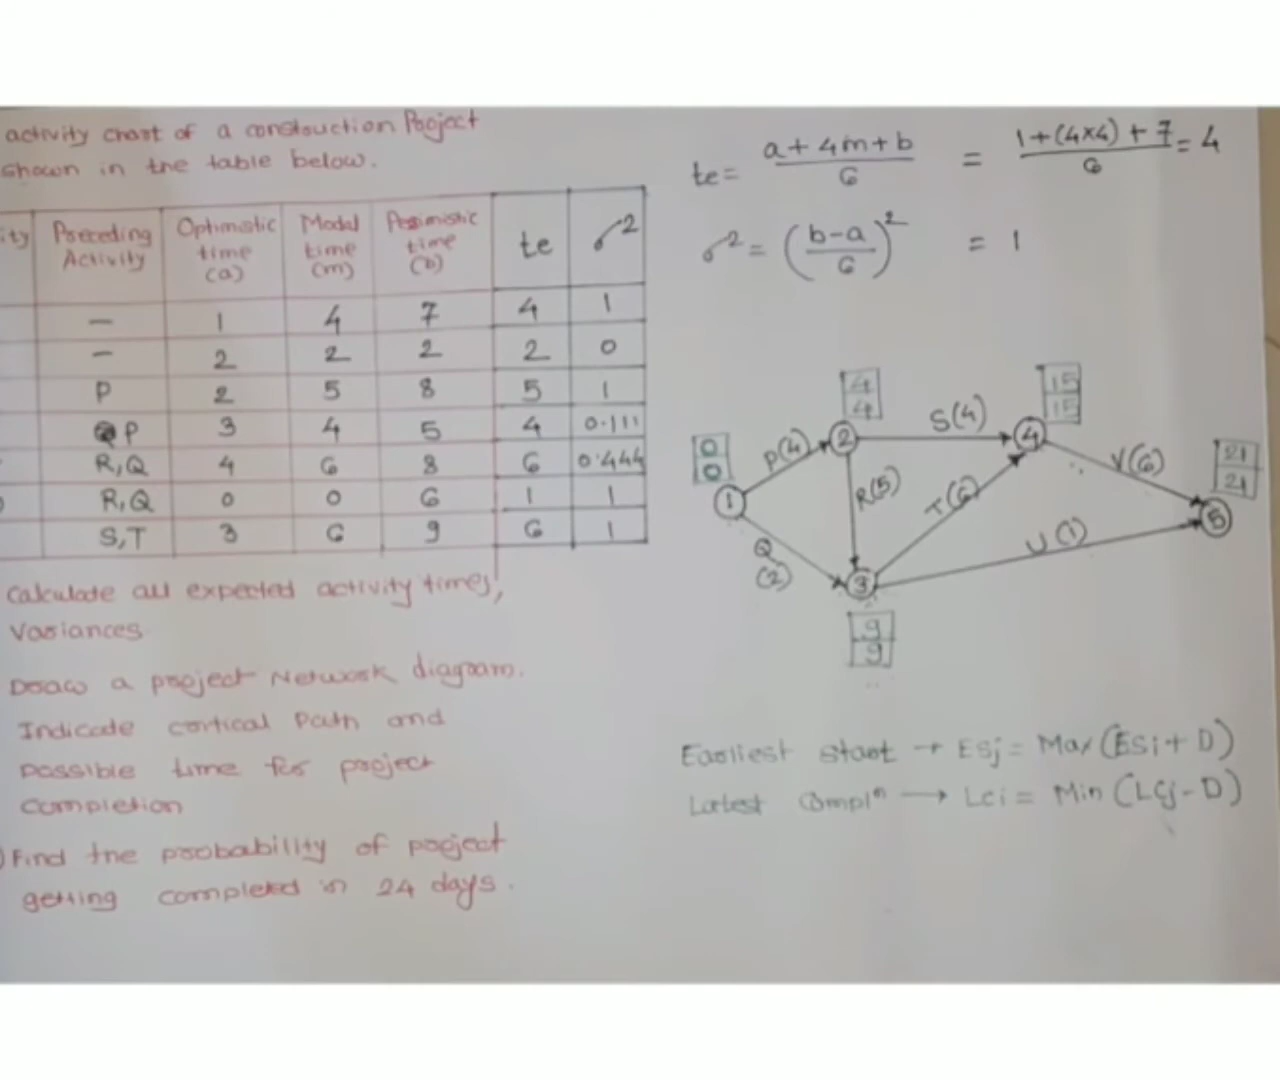 activity chart of a construction Project
shown in the table below.
ity Preceding Activity Optimistic time (a) Modal time (m) Pessimistic time (b) te σ²
— 1 4 7 4 1
— 2 2 2 2 0
P 2 5 8 5 1
P 3 4 5 4 0.111
R,Q 4 6 8 6 0.444
R,Q 0 0 6 1 1
S,T 3 6 9 6 1
Calculate all expected activity times,
Variances
Draw a project Network diagram.
Indicate cortical Path and
possible time for project
completion
) Find the probability of project
getting completed in 24 days.
te = a + 4m + b / 6 = 1 + (4×4) + 7 / 6 = 4
σ² = (b-a / 6)² = 1
4
4
15
15
0
0
21
21
P(4)
S(4)
V(6)
R(5)
T(6)
Q
(2)
U(1)
1
2
3
4
5
9
9
Earliest start → ESj = Max (ESi + D)
Latest Complⁿ → Lci = Min (LCj - D)